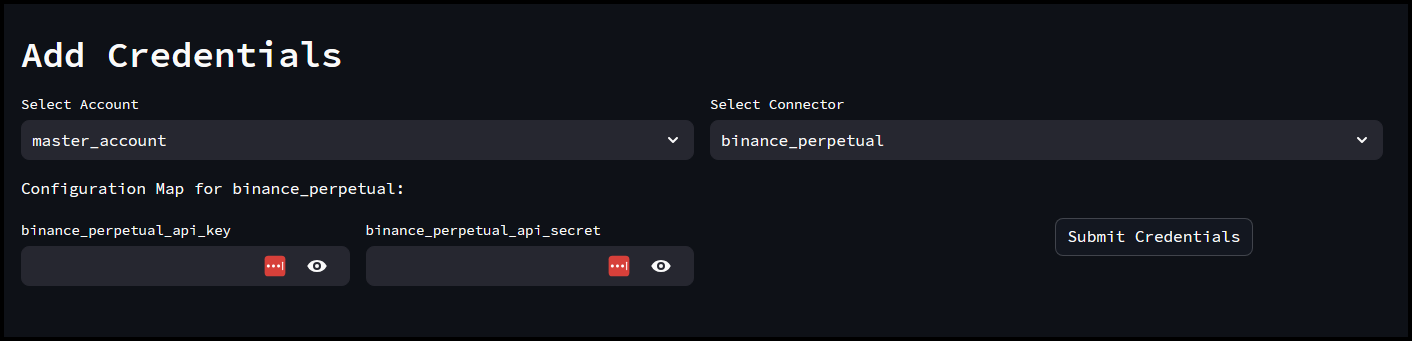 Add Credentials
Select Account
Select Connector
master_account
binance_perpetual
Configuration Map for binance_perpetual:
binance_perpetual_api_key
binance_perpetual_api_secret
Submit Credentials